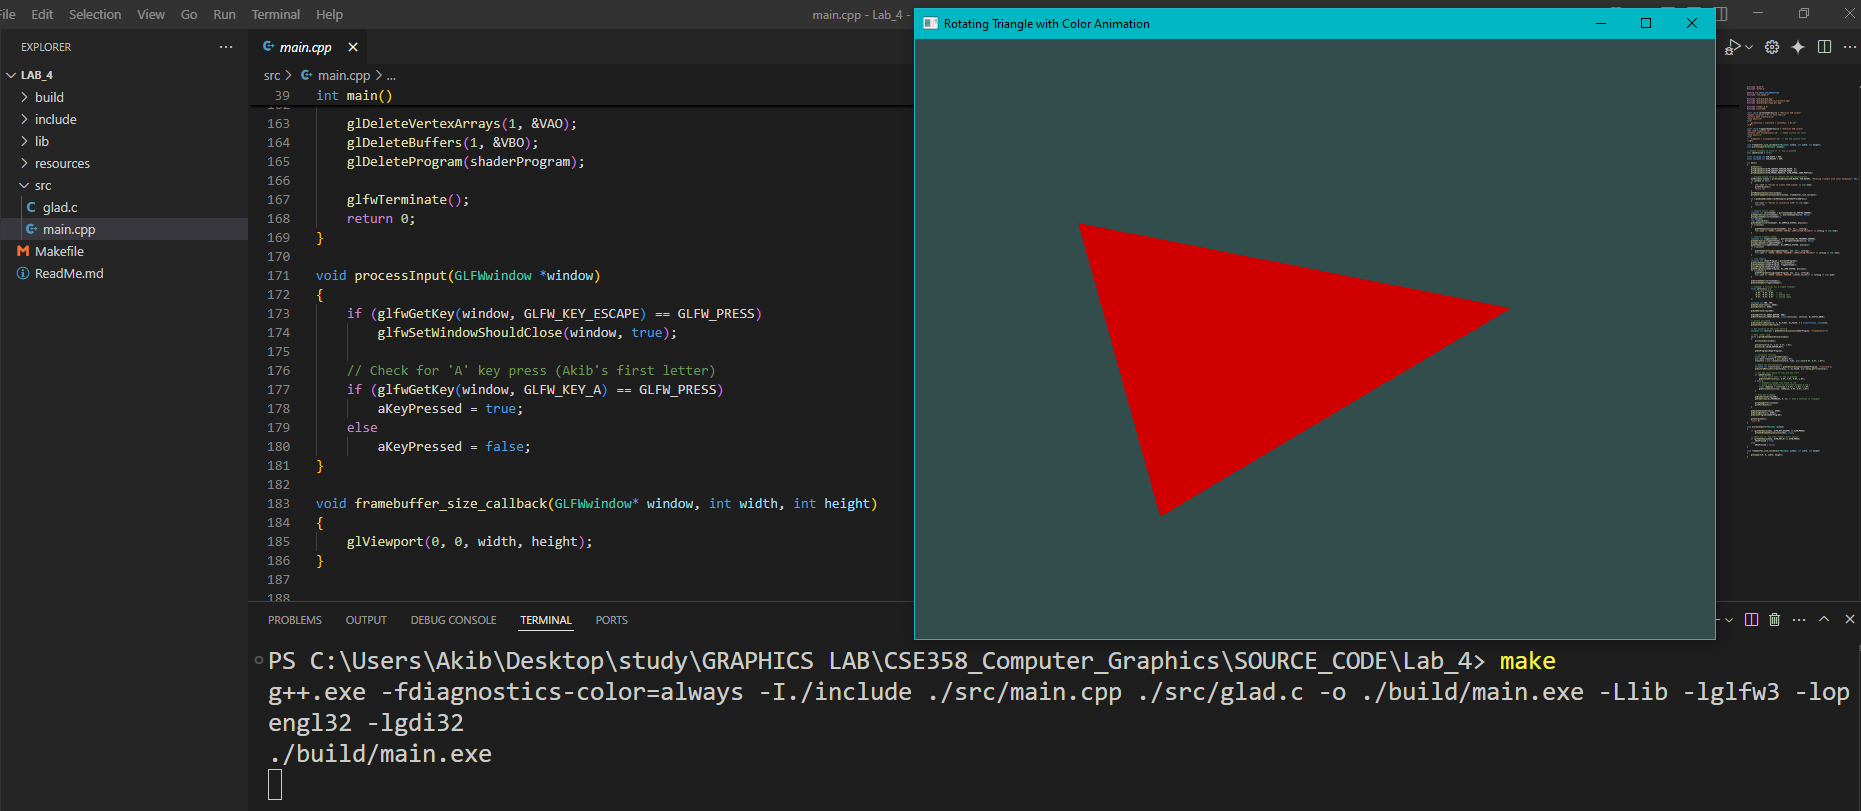 File Edit Selection View Go Run Terminal Help
main.cpp - Lab_4 -
Rotating Triangle with Color Animation
EXPLORER
LAB_4
build
include
lib
resources
src
glad.c
main.cpp
Makefile
ReadMe.md
main.cpp
src > main.cpp > ...
39 int main()
162
163 glDeleteVertexArrays(1, &VAO);
164 glDeleteBuffers(1, &VBO);
165 glDeleteProgram(shaderProgram);
166
167 glfwTerminate();
168 return 0;
169 }
170
171 void processInput(GLFWwindow *window)
172 {
173 if (glfwGetKey(window, GLFW_KEY_ESCAPE) == GLFW_PRESS)
174 glfwSetWindowShouldClose(window, true);
175
176 // Check for 'A' key press (Akib's first letter)
177 if (glfwGetKey(window, GLFW_KEY_A) == GLFW_PRESS)
178 aKeyPressed = true;
179 else
180 aKeyPressed = false;
181 }
182
183 void framebuffer_size_callback(GLFWwindow* window, int width, int height)
184 {
185 glViewport(0, 0, width, height);
186 }
187
188
PROBLEMS OUTPUT DEBUG CONSOLE TERMINAL PORTS
PS C:\Users\Akib\Desktop\study\GRAPHICS LAB\CSE358_Computer_Graphics\SOURCE_CODE\Lab_4> make
g++.exe -fdiagnostics-color=always -I./include ./src/main.cpp ./src/glad.c -o ./build/main.exe -Llib -lglfw3 -lop
engl32 -lgdi32
./build/main.exe